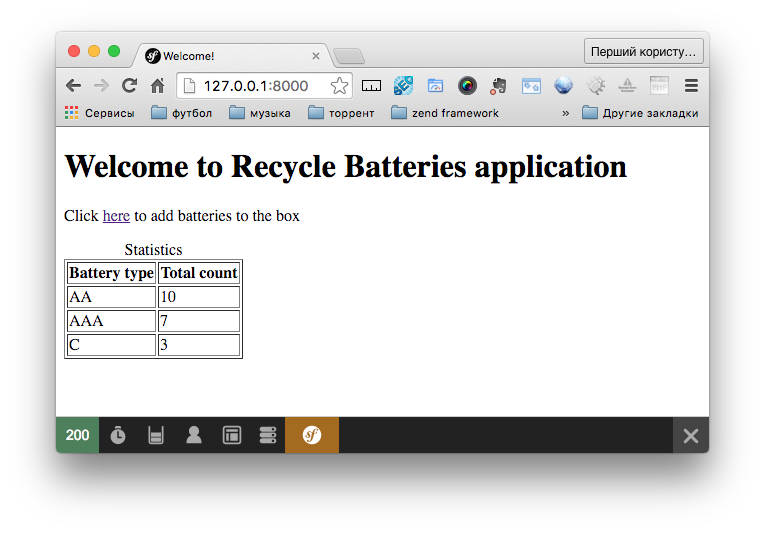 Welcome!
Перший користу...
127.0.0.1:8000
Сервисы футбол музыка торрент zend framework » Другие закладки
Welcome to Recycle Batteries application
Click here to add batteries to the box
Statistics
Battery type Total count
AA 10
AAA 7
C 3
200